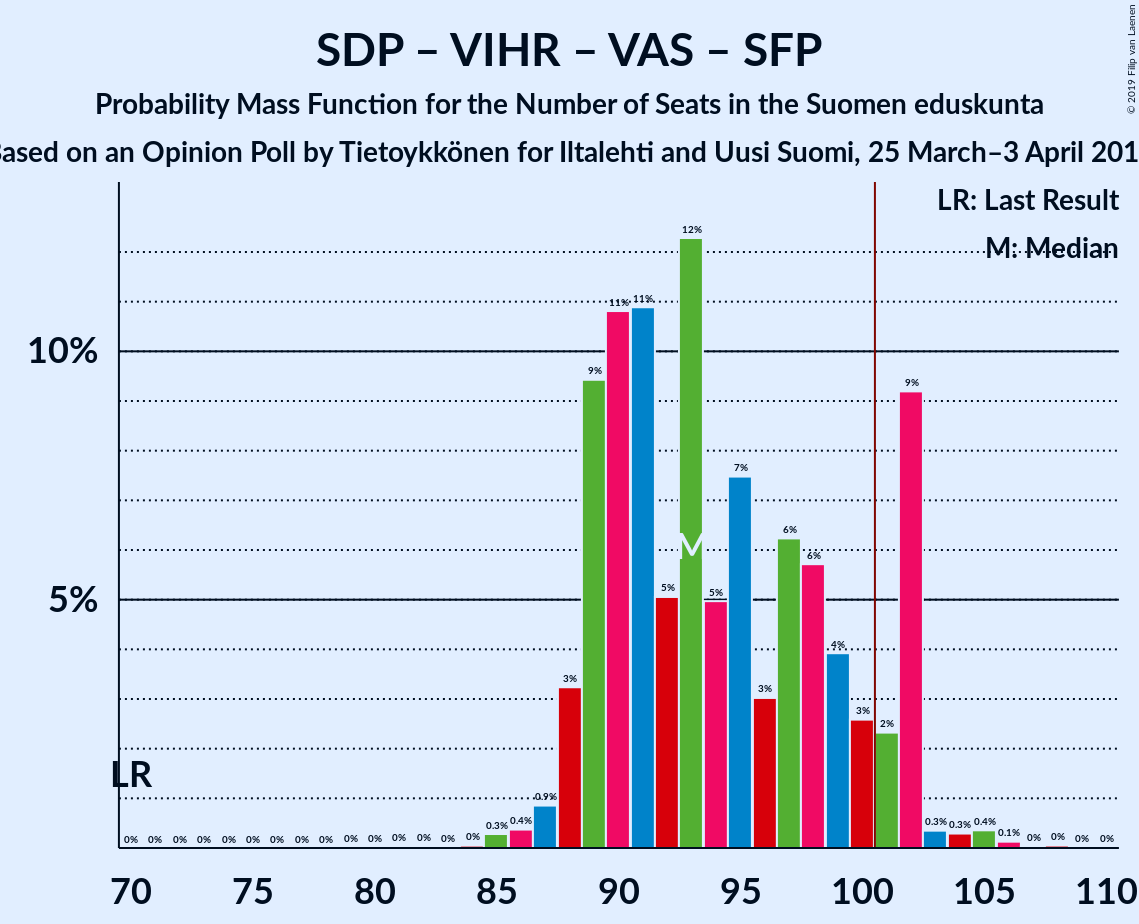 SDP – VIHR – VAS – SFP
Probability Mass Function for the Number of Seats in the Suomen eduskunta
ased on an Opinion Poll by Tietoykkönen for Iltalehti and Uusi Suomi, 25 March–3 April 201
© 2019 Filip van Laenen
LR: Last Result
M: Median
10%
5%
LR
M
0% 0% 0% 0% 0% 0% 0% 0% 0% 0% 0% 0% 0% 0% 0% 0.3% 0.4% 0.9% 3% 9% 11% 11% 5% 12% 5% 7% 3% 6% 6% 4% 3% 2% 9% 0.3% 0.3% 0.4% 0.1% 0% 0% 0% 0%
70 75 80 85 90 95 100 105 110